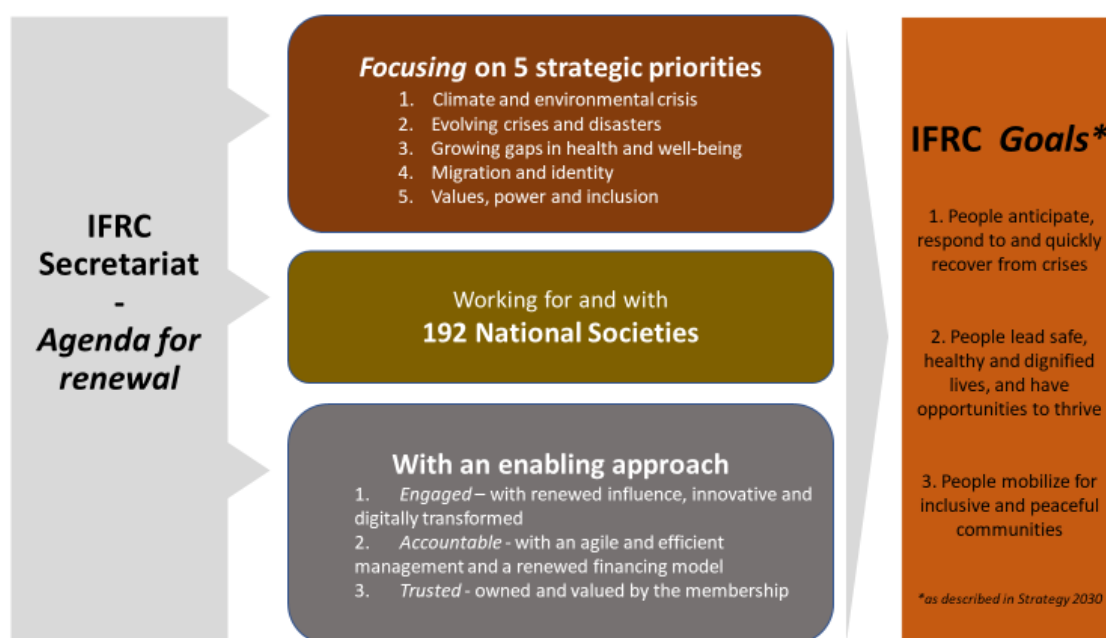 IFRC
Secretariat
-
Agenda for
renewal
Focusing on 5 strategic priorities
1. Climate and environmental crisis
2. Evolving crises and disasters
3. Growing gaps in health and well-being
4. Migration and identity
5. Values, power and inclusion
Working for and with
192 National Societies
With an enabling approach
1. Engaged – with renewed influence, innovative and
digitally transformed
2. Accountable - with an agile and efficient
management and a renewed financing model
3. Trusted - owned and valued by the membership
IFRC Goals*
1. People anticipate,
respond to and quickly
recover from crises
2. People lead safe,
healthy and dignified
lives, and have
opportunities to thrive
3. People mobilize for
inclusive and peaceful
communities
*as described in Strategy 2030